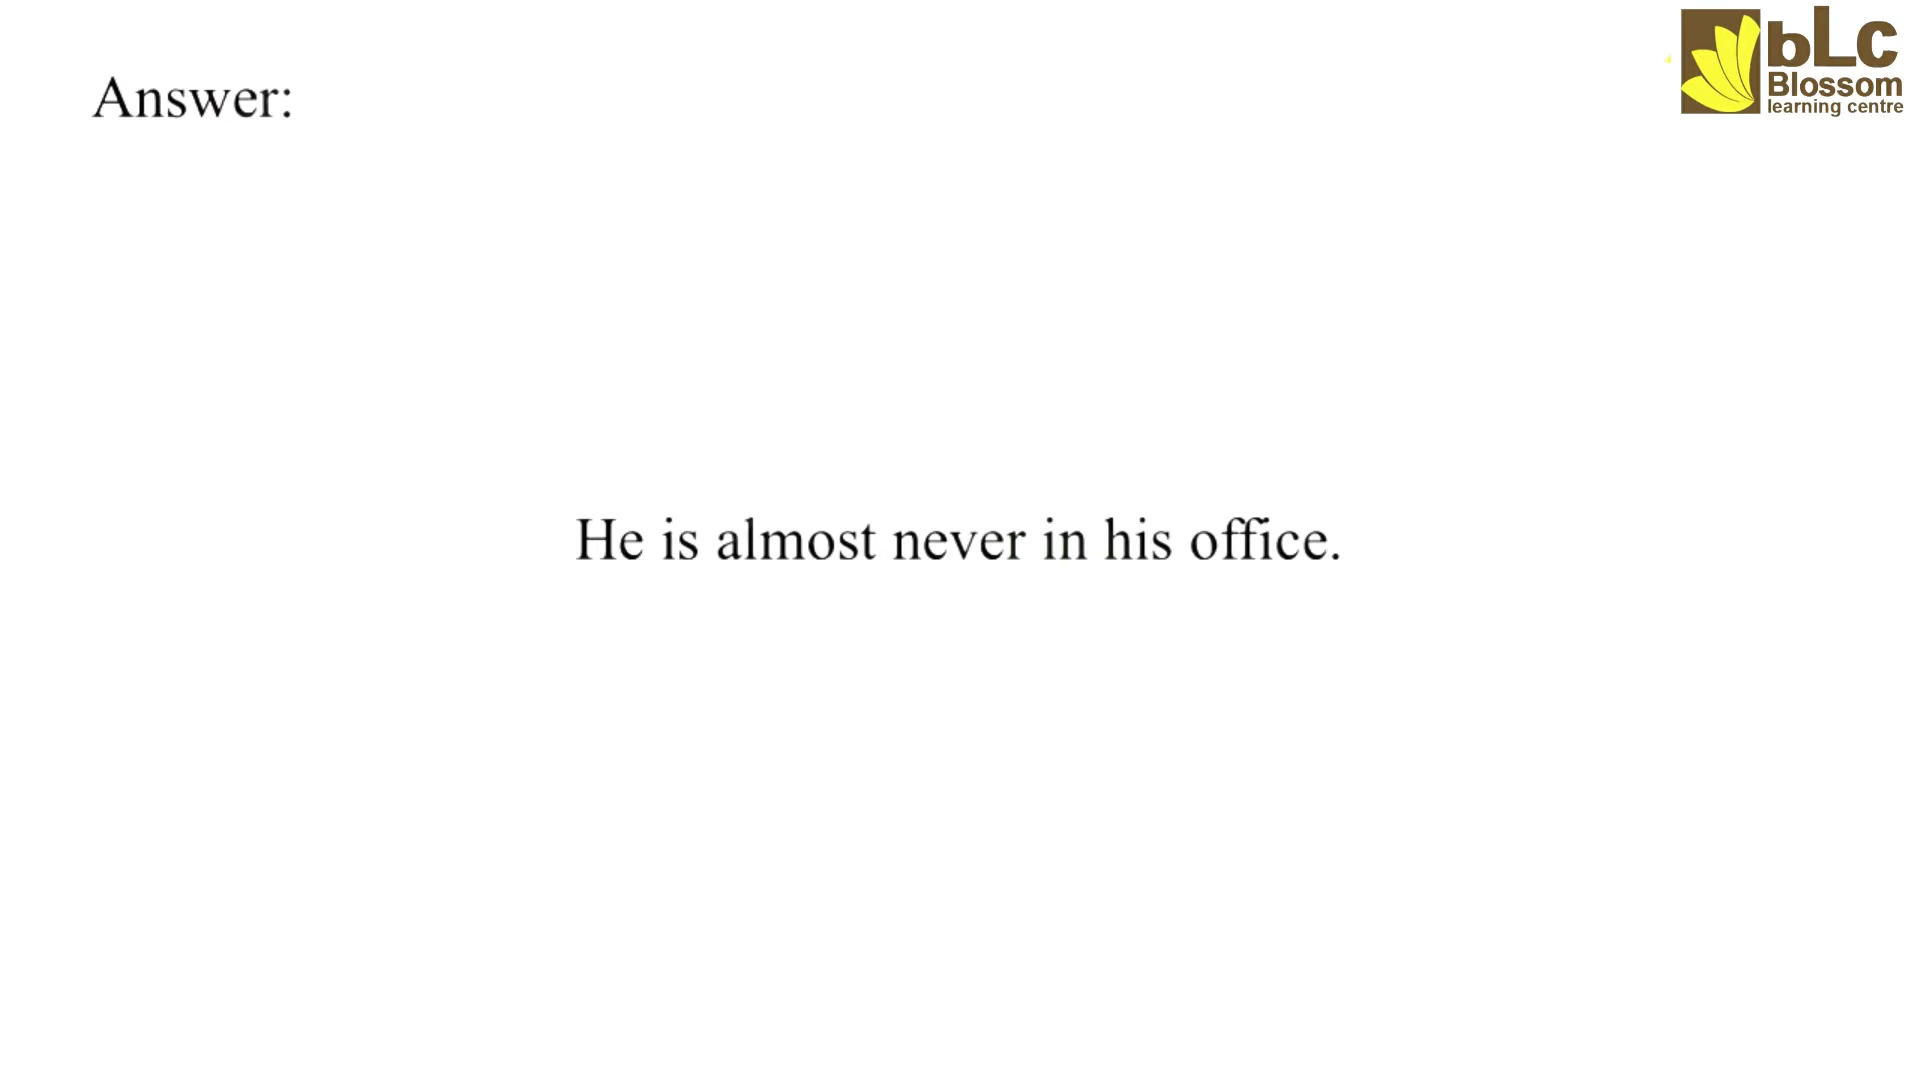 bLc
Blossom
learning centre
Answer:
He is almost never in his office.